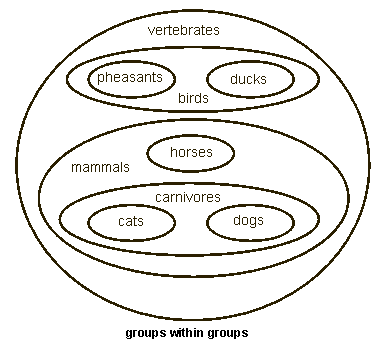 vertebrates
pheasants
ducks
birds
horses
mammals
carnivores
cats
dogs
groups within groups